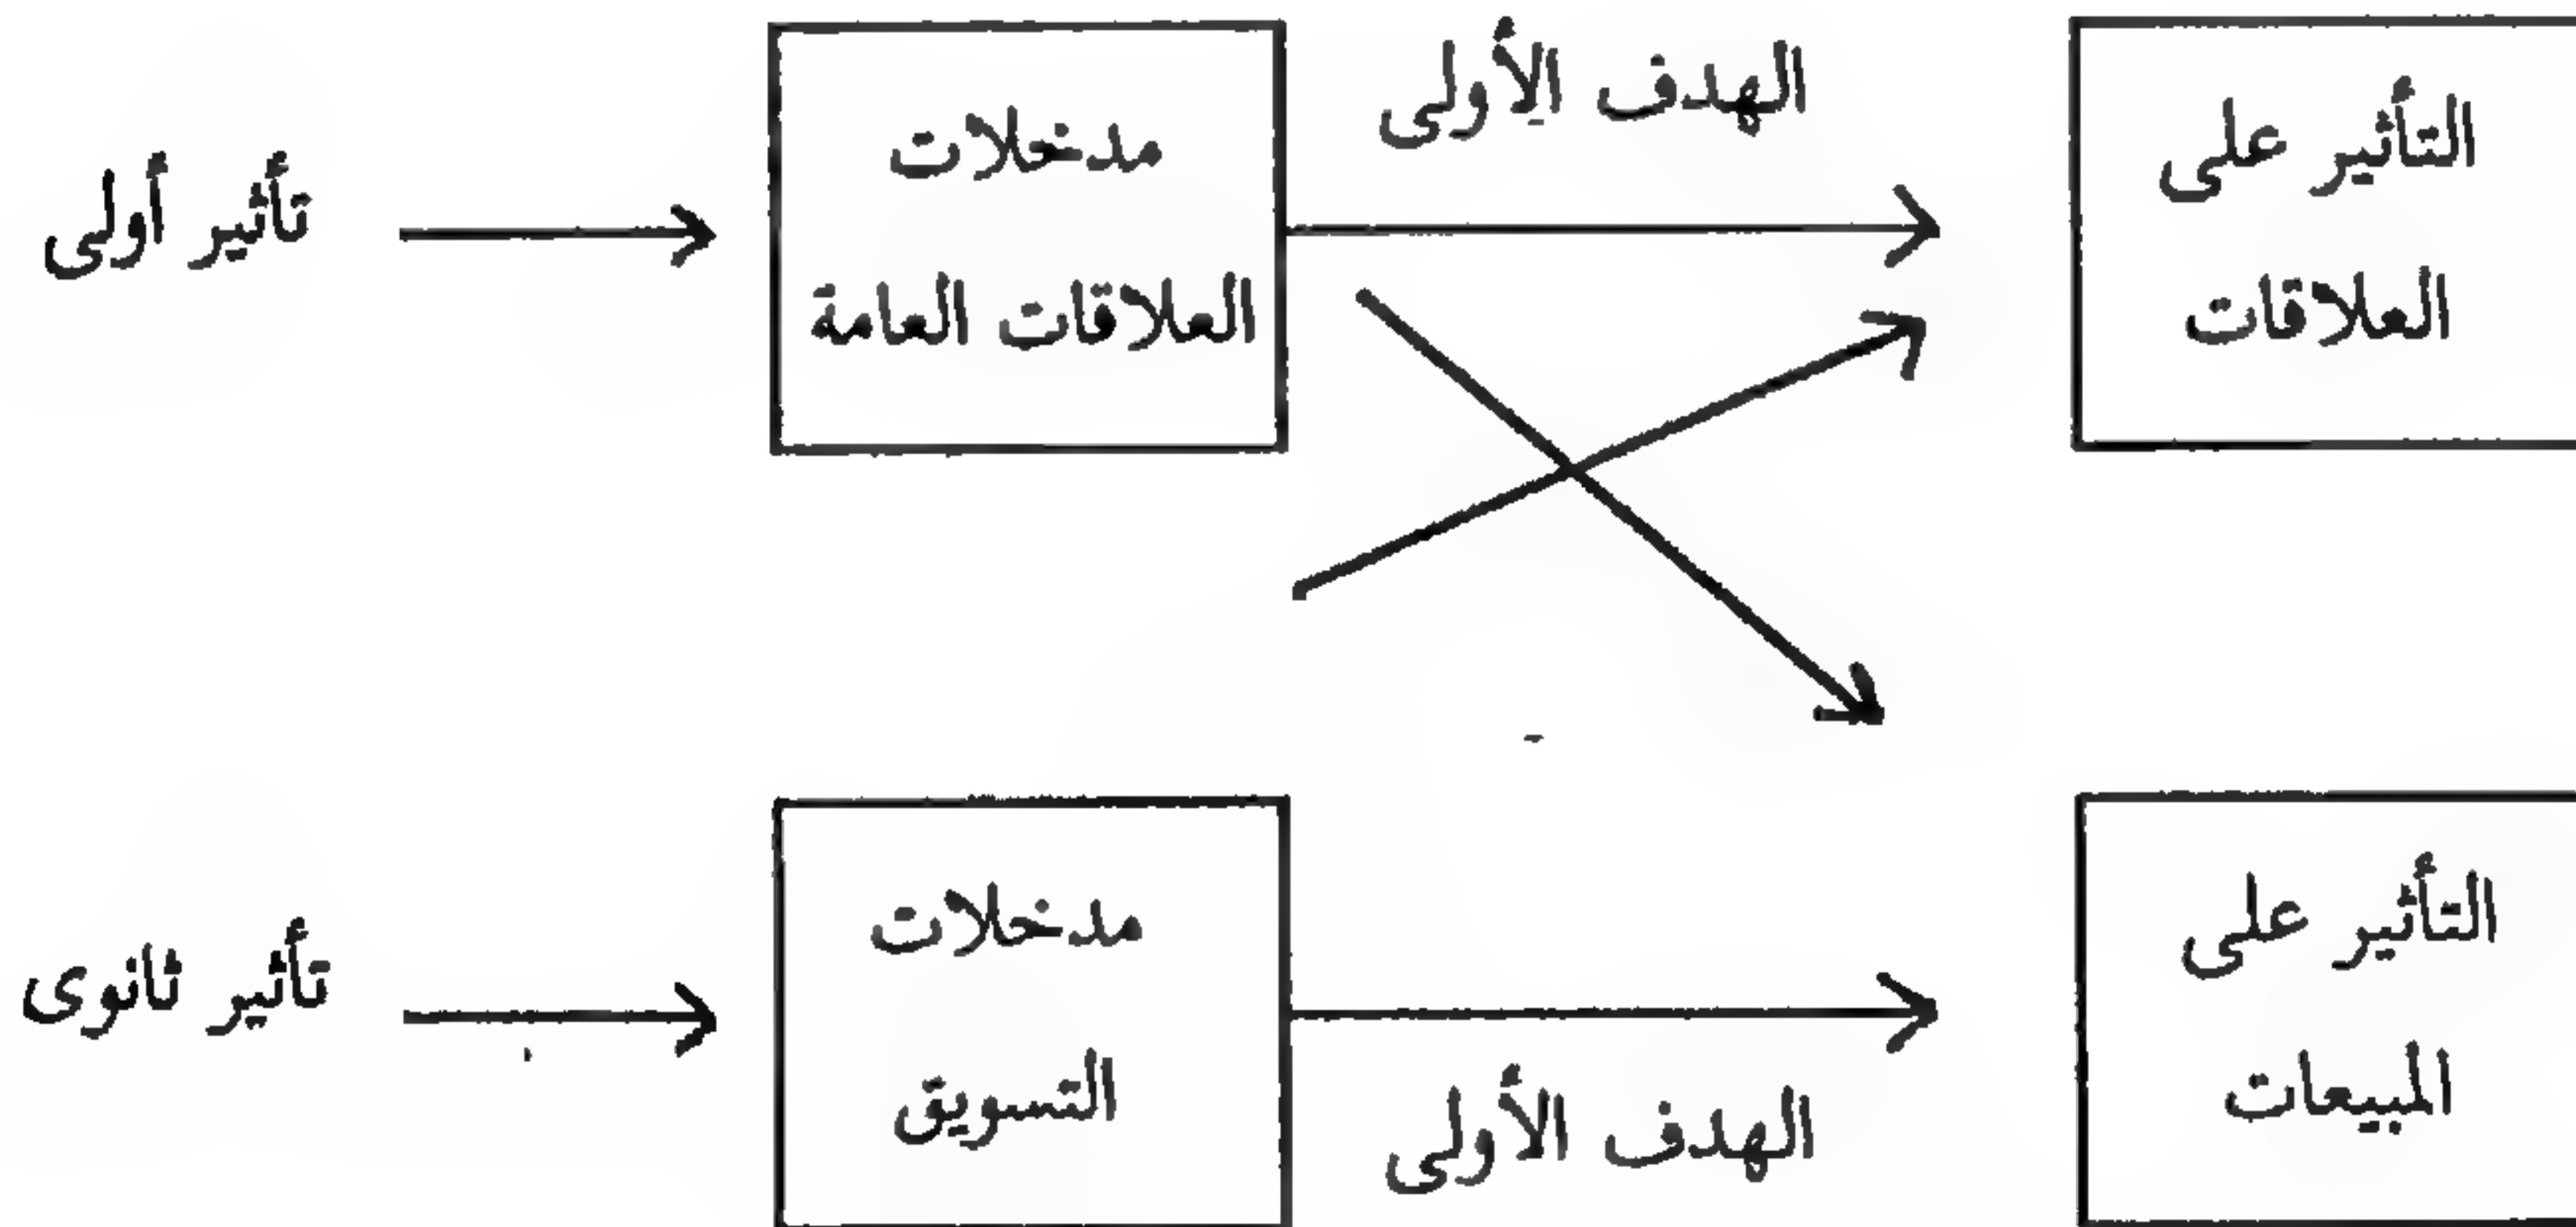 التأثير على
العلاقات
الهدف الأولى
مدخلات
العلاقات العامة
تأثير أولى
التأثير على
المبيعات
الهدف الأولى
مدخلات
التسويق
تأثير ثانوى